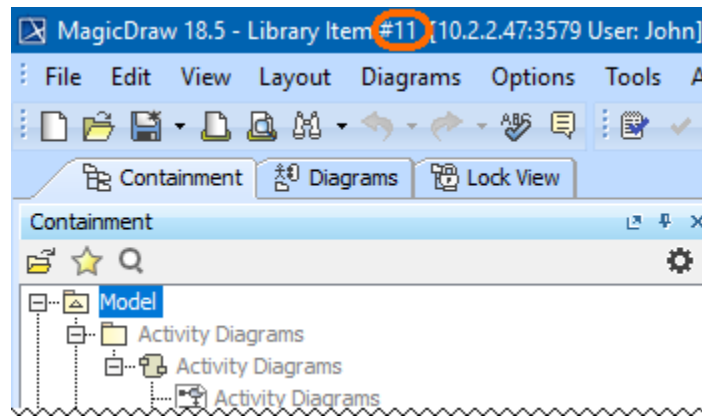 MagicDraw 18.5 - Library Item #11 [10.2.2.47:3579 User: John]
File Edit View Layout Diagrams Options Tools A
ABS
Containment Diagrams Lock View
Containment
Model
Activity Diagrams
Activity Diagrams
Activity Diagrams